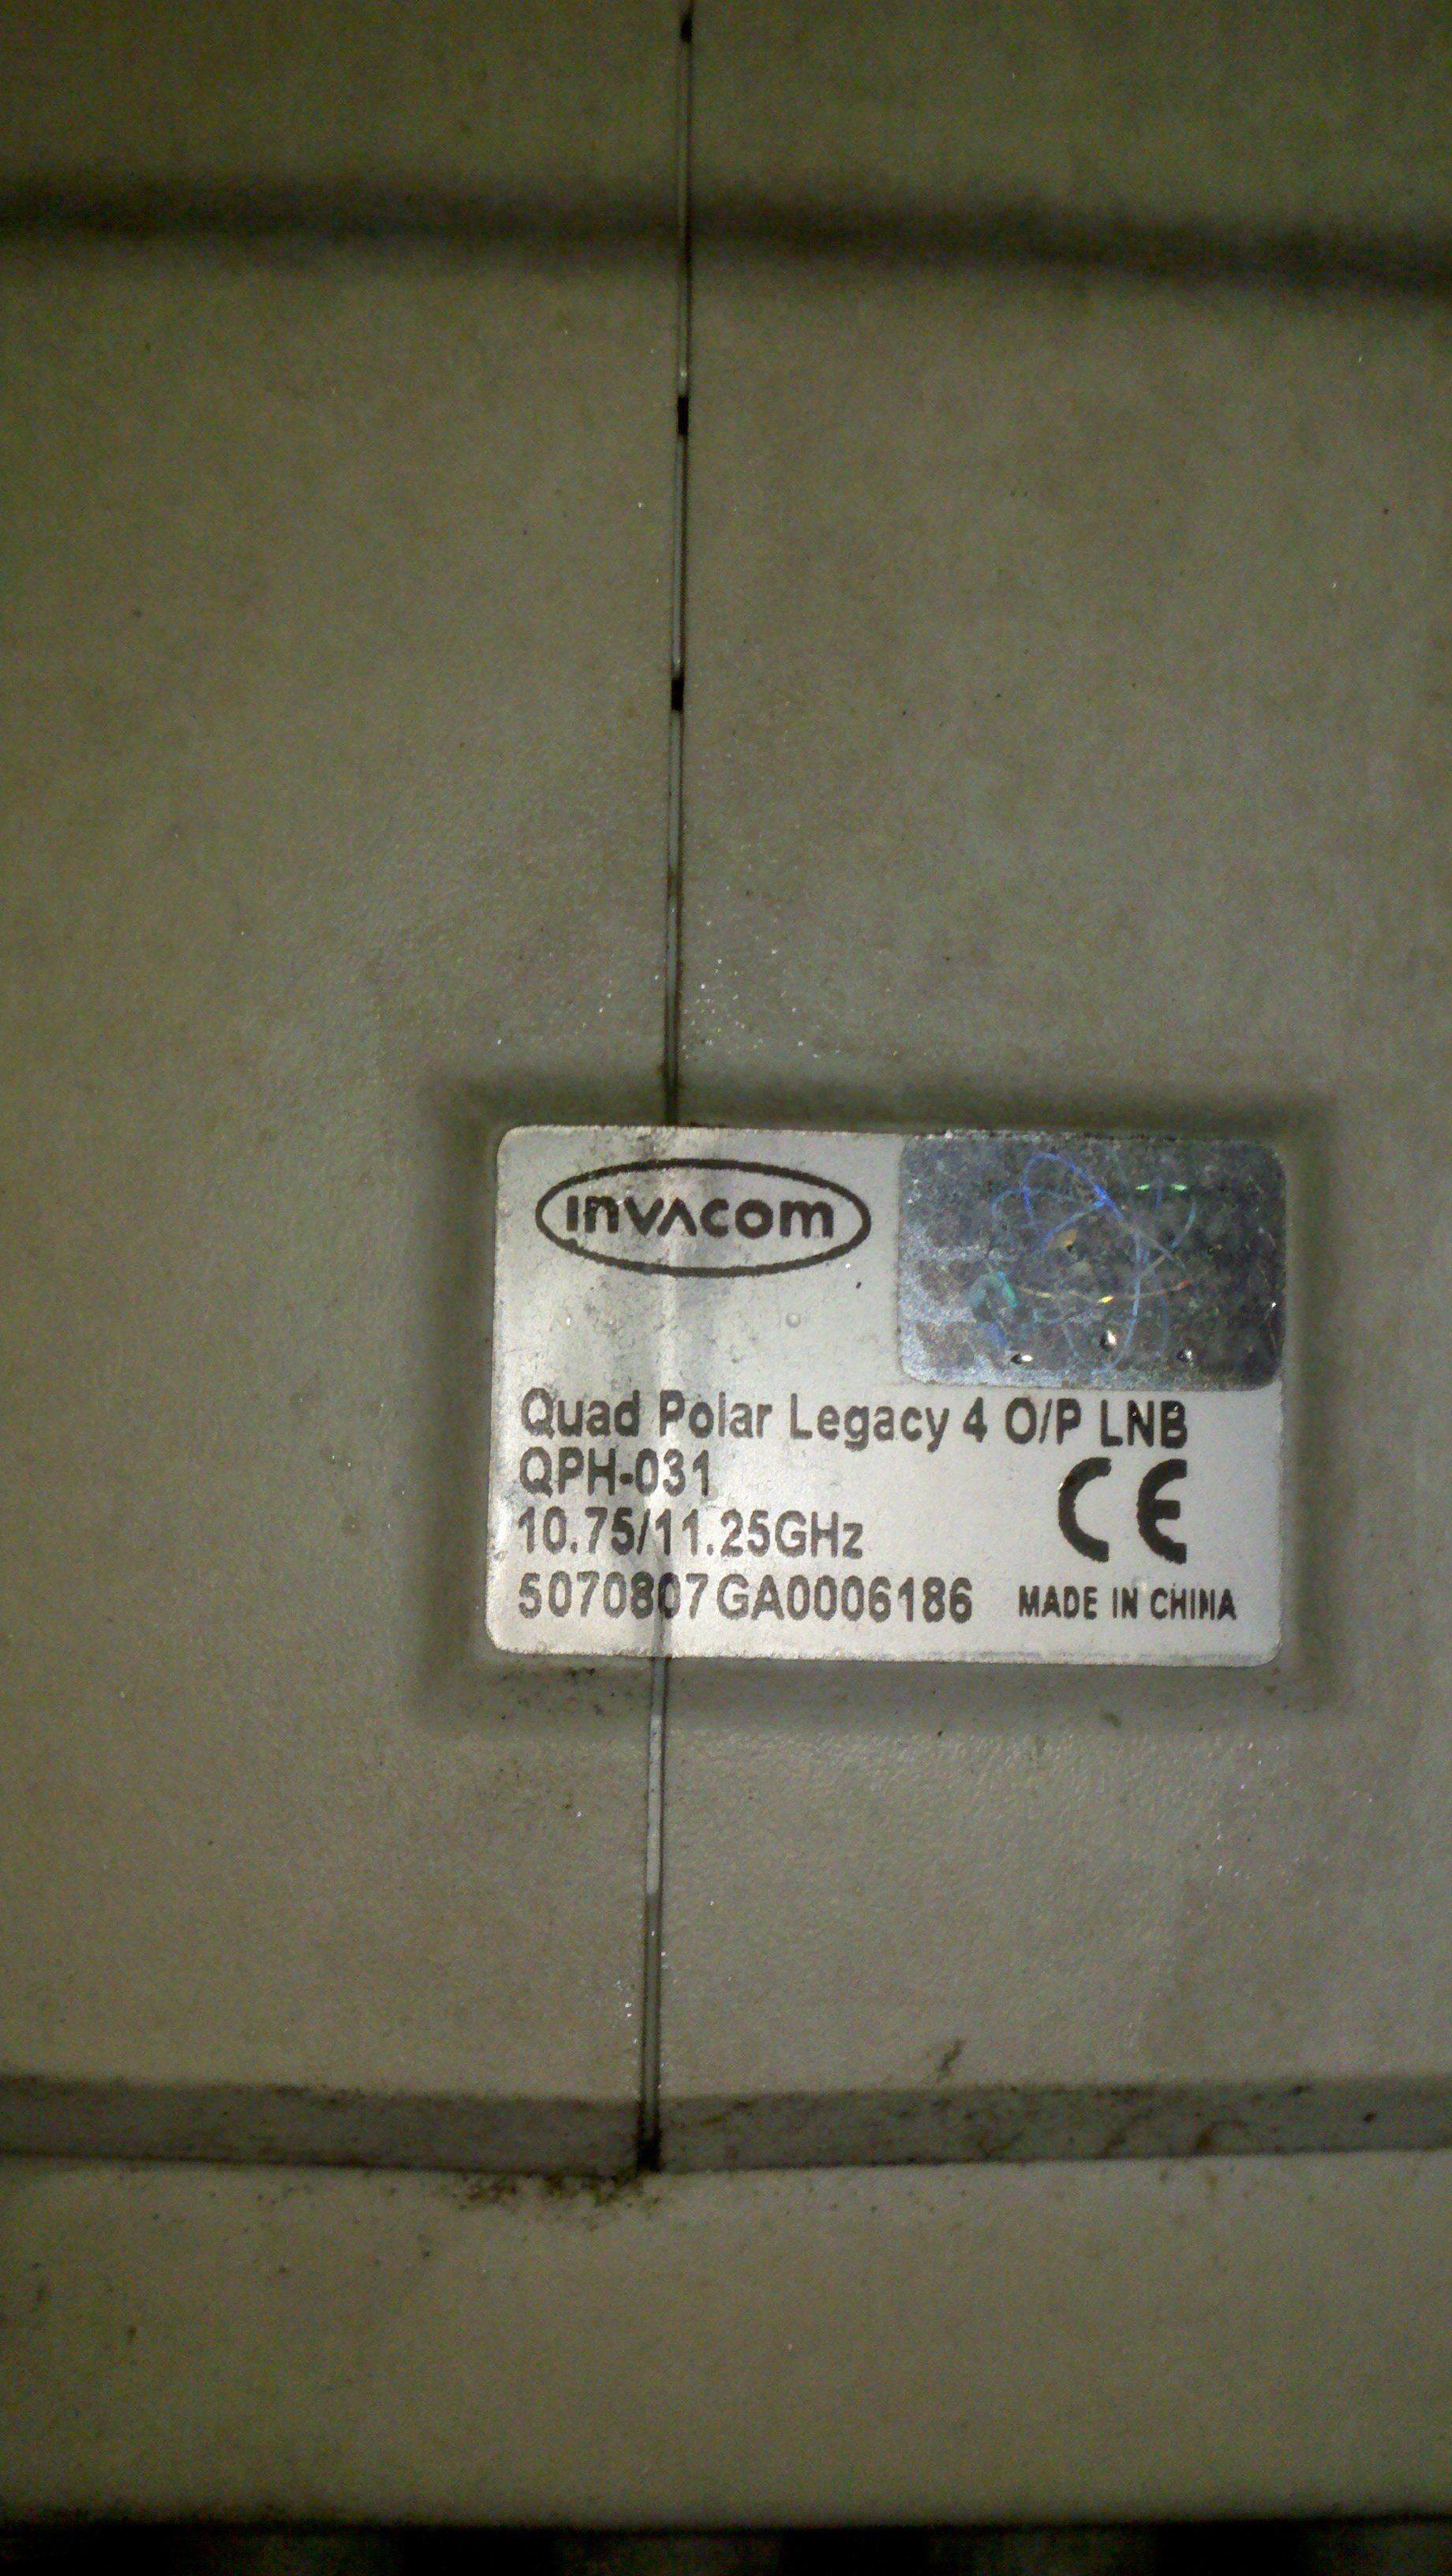 invacom
Quad Polar Legacy 4 O/P LNB
QPH-031
10.75/11.25GHz
CE
5070807GA0006186 MADE IN CHINA